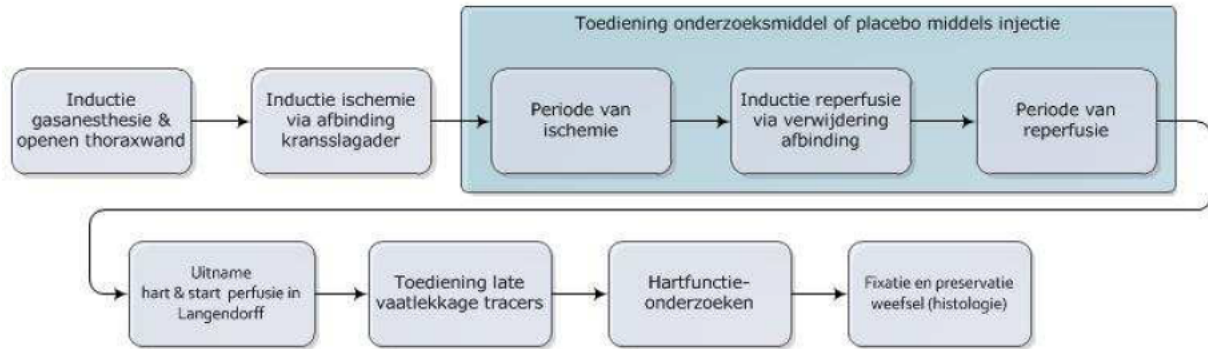 Toediening onderzoeksmiddel of placebo middels injectie
Inductie
gasanesthesie &
openen thoraxwand
Inductie ischemie
via afbinding
kransslagader
Periode van
ischemie
Inductie reperfusie
via verwijdering
afbinding
Periode van
reperfusie
Uitname
hart & start perfusie in
Langendorff
Toediening late
vaatlekkage tracers
Hartfunctie-
onderzoeken
Fixatie en preservatie
weefsel (histologie)